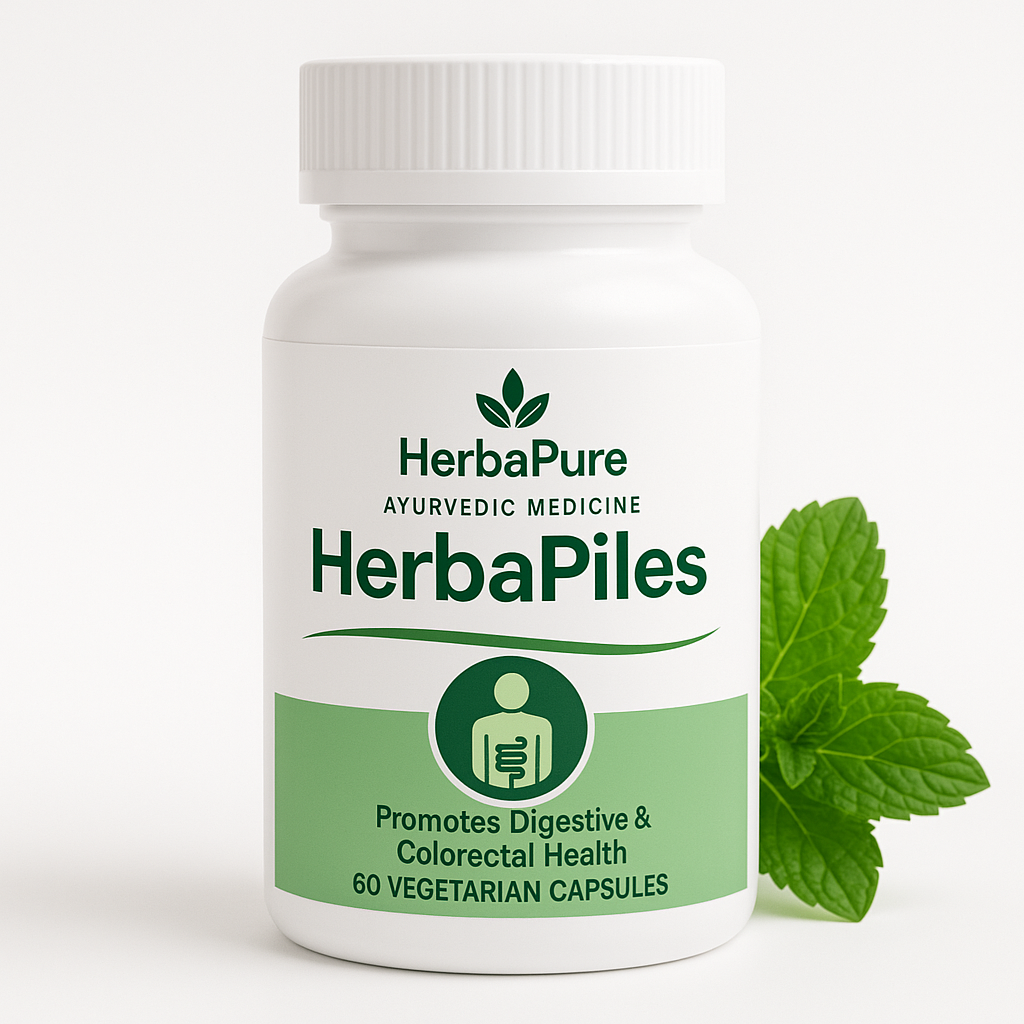 HerbaPure
AYURVEDIC MEDICINE
HerbaPiles
Promotes Digestive &
Colorectal Health
60 VEGETARIAN CAPSULES